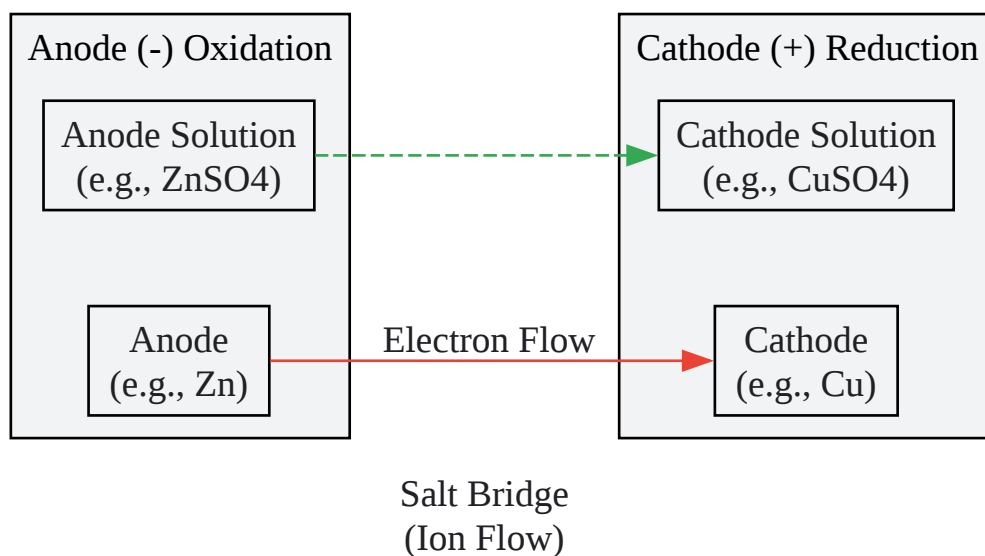 Anode (-) Oxidation
Anode Solution
(e.g., ZnSO4)
Anode
(e.g., Zn)
Electron Flow
Cathode (+) Reduction
Cathode Solution
(e.g., CuSO4)
Cathode
(e.g., Cu)
Salt Bridge
(Ion Flow)